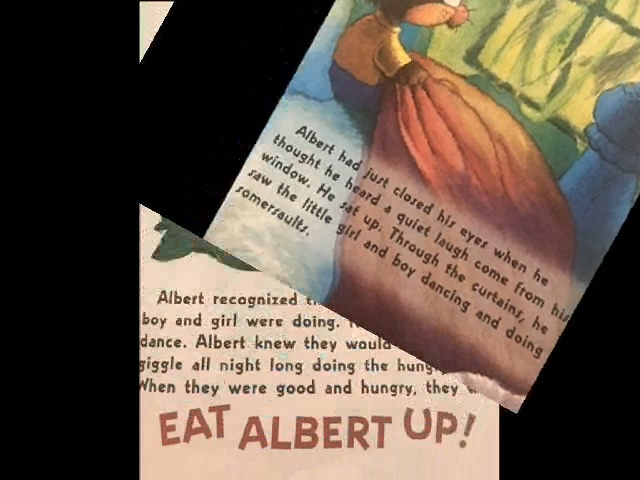 Albert had just closed his eyes when he
thought he heard a quiet laugh come from his
window. He sat up. Through the curtains, he
saw the little girl and boy dancing and doing
somersaults.
Albert recognized
boy and girl were doing.
dance. Albert knew they would
giggle all night long doing the
When they were good and hungry, they
EAT ALBERT UP!